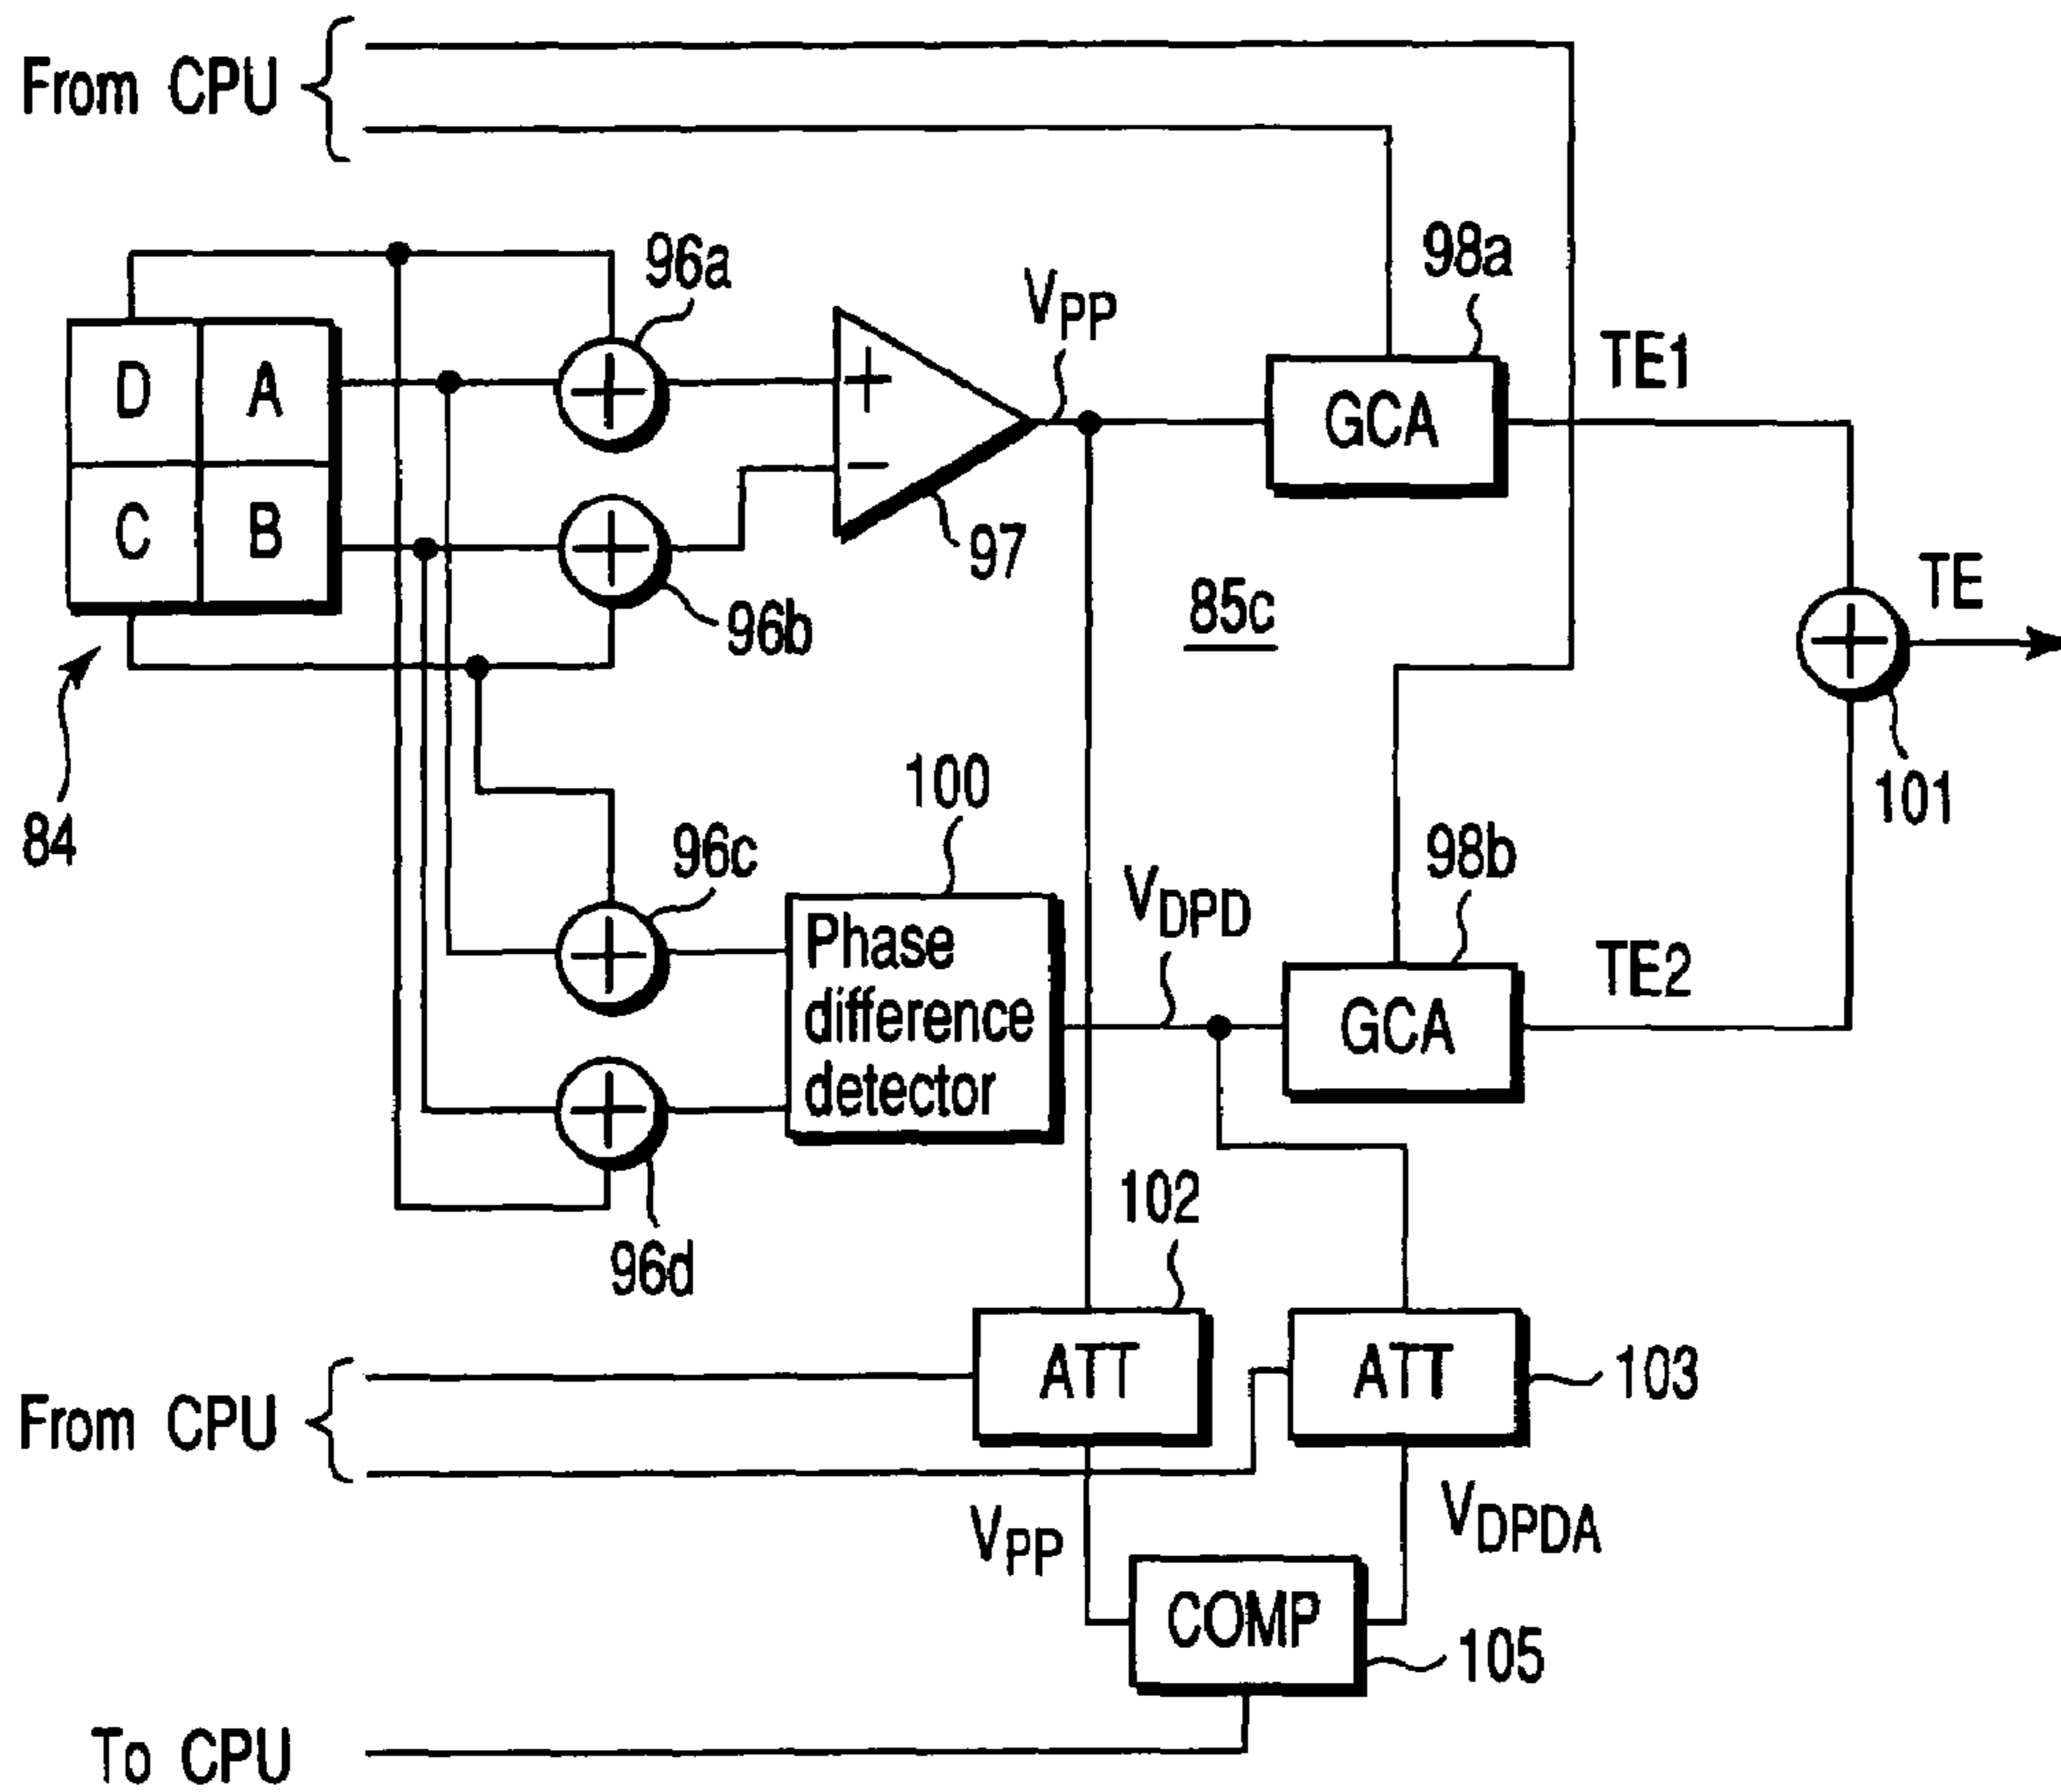 From CPU
96a
98a
VPP
TE1
D
A
+
GCA
C
B
−
97
TE
96b
85c
101
84
100
96c
98b
VDPD
Phase
difference
detector
TE2
GCA
102
96d
ATT
ATT
103
From CPU
VPP
VDPDA
COMP
105
To CPU